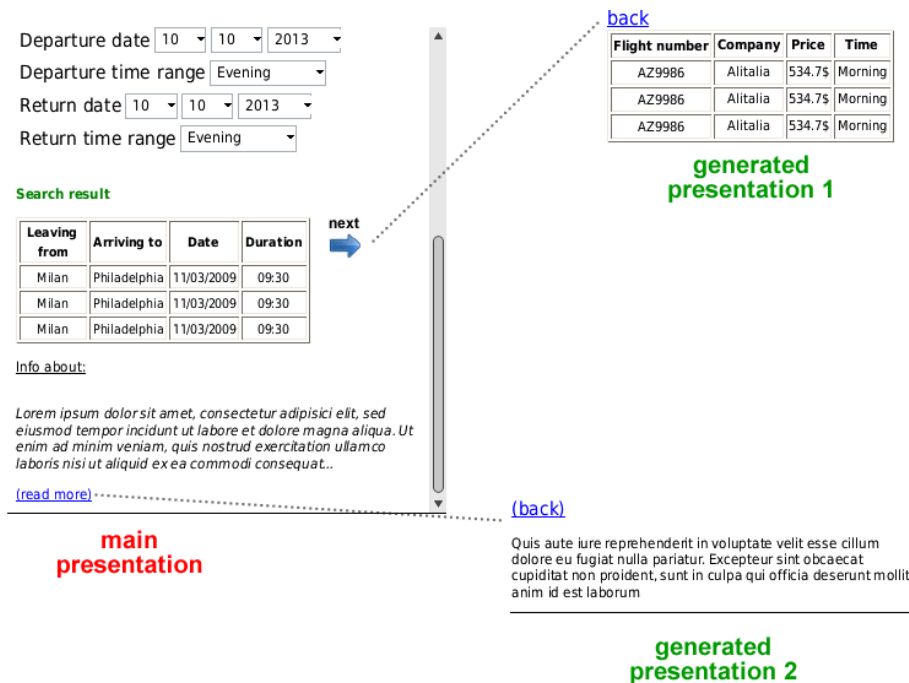 Departure date 10 10 2013
Departure time range Evening
Return date 10 10 2013
Return time range Evening
Search result
Leaving from Arriving to Date Duration
Milan Philadelphia 11/03/2009 09:30
Milan Philadelphia 11/03/2009 09:30
Milan Philadelphia 11/03/2009 09:30
next
Info about:
Lorem ipsum dolor sit amet, consectetur adipisici elit, sed
eiusmod tempor incidunt ut labore et dolore magna aliqua. Ut
enim ad minim veniam, quis nostrud exercitation ullamco
laboris nisi ut aliquid ex ea commodi consequat...
(read more)
main
presentation
back
Flight number Company Price Time
AZ9986 Alitalia 534.7$ Morning
AZ9986 Alitalia 534.7$ Morning
AZ9986 Alitalia 534.7$ Morning
generated
presentation 1
(back)
Quis aute iure reprehenderit in voluptate velit esse cillum
dolore eu fugiat nulla pariatur. Excepteur sint obcaecat
cupiditat non proident, sunt in culpa qui officia deserunt mollit
anim id est laborum
generated
presentation 2